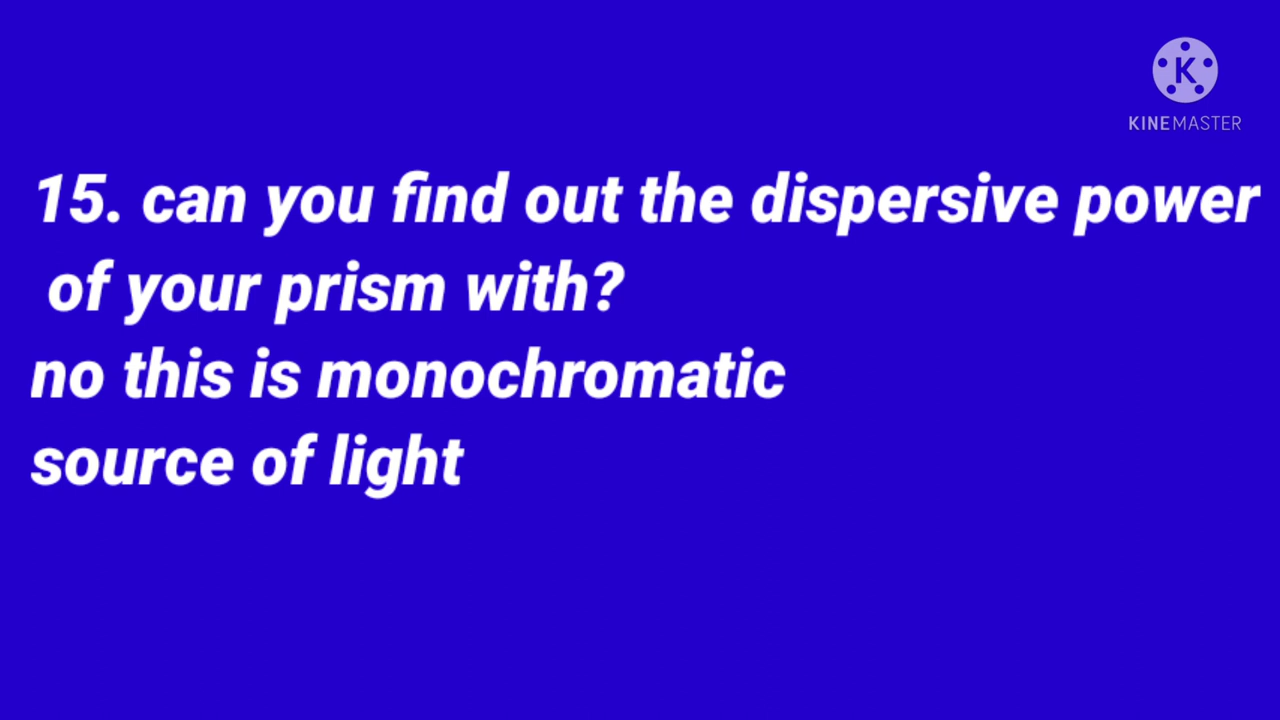 K
KINEMASTER
15. can you find out the dispersive power
of your prism with?
no this is monochromatic
source of light